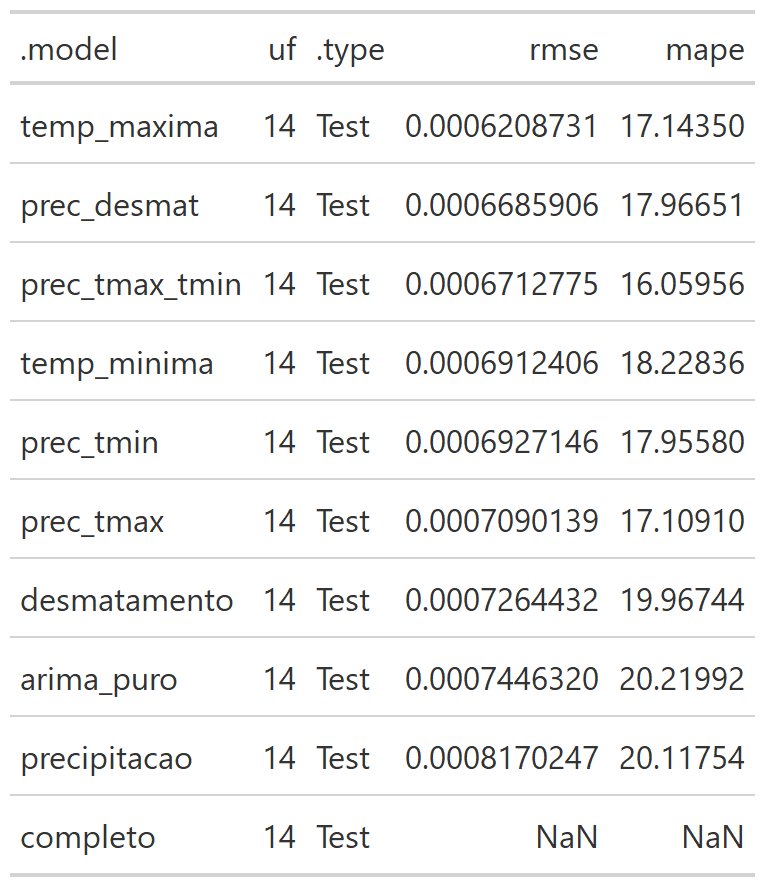 .model uf .type rmse mape
temp_maxima 14 Test 0.0006208731 17.14350
prec_desmat 14 Test 0.0006685906 17.96651
prec_tmax_tmin 14 Test 0.0006712775 16.05956
temp_minima 14 Test 0.0006912406 18.22836
prec_tmin 14 Test 0.0006927146 17.95580
prec_tmax 14 Test 0.0007090139 17.10910
desmatamento 14 Test 0.0007264432 19.96744
arima_puro 14 Test 0.0007446320 20.21992
precipitacao 14 Test 0.0008170247 20.11754
completo 14 Test NaN NaN